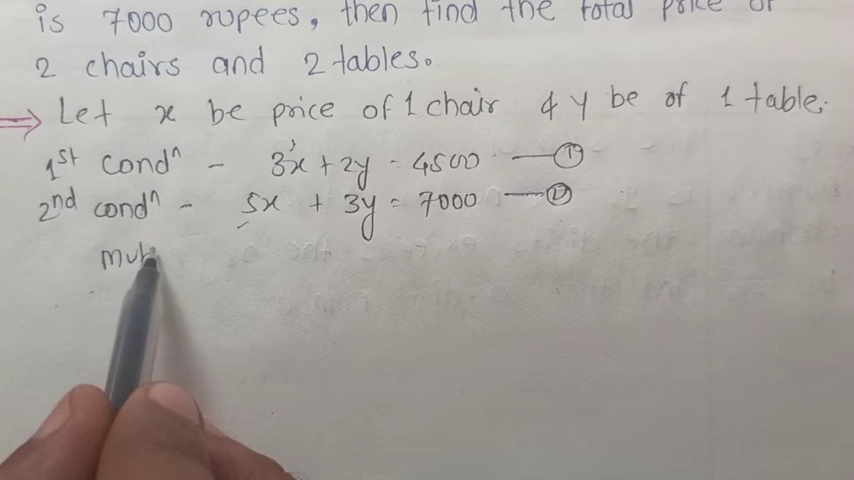 is 7000 rupees, then find the total price of
2 chairs and 2 tables.
⇒ Let x be price of 1 chair & y be of 1 table.
1st condⁿ - 3x + 2y = 4500 —①
2nd condⁿ - 5x + 3y = 7000 —②
mul